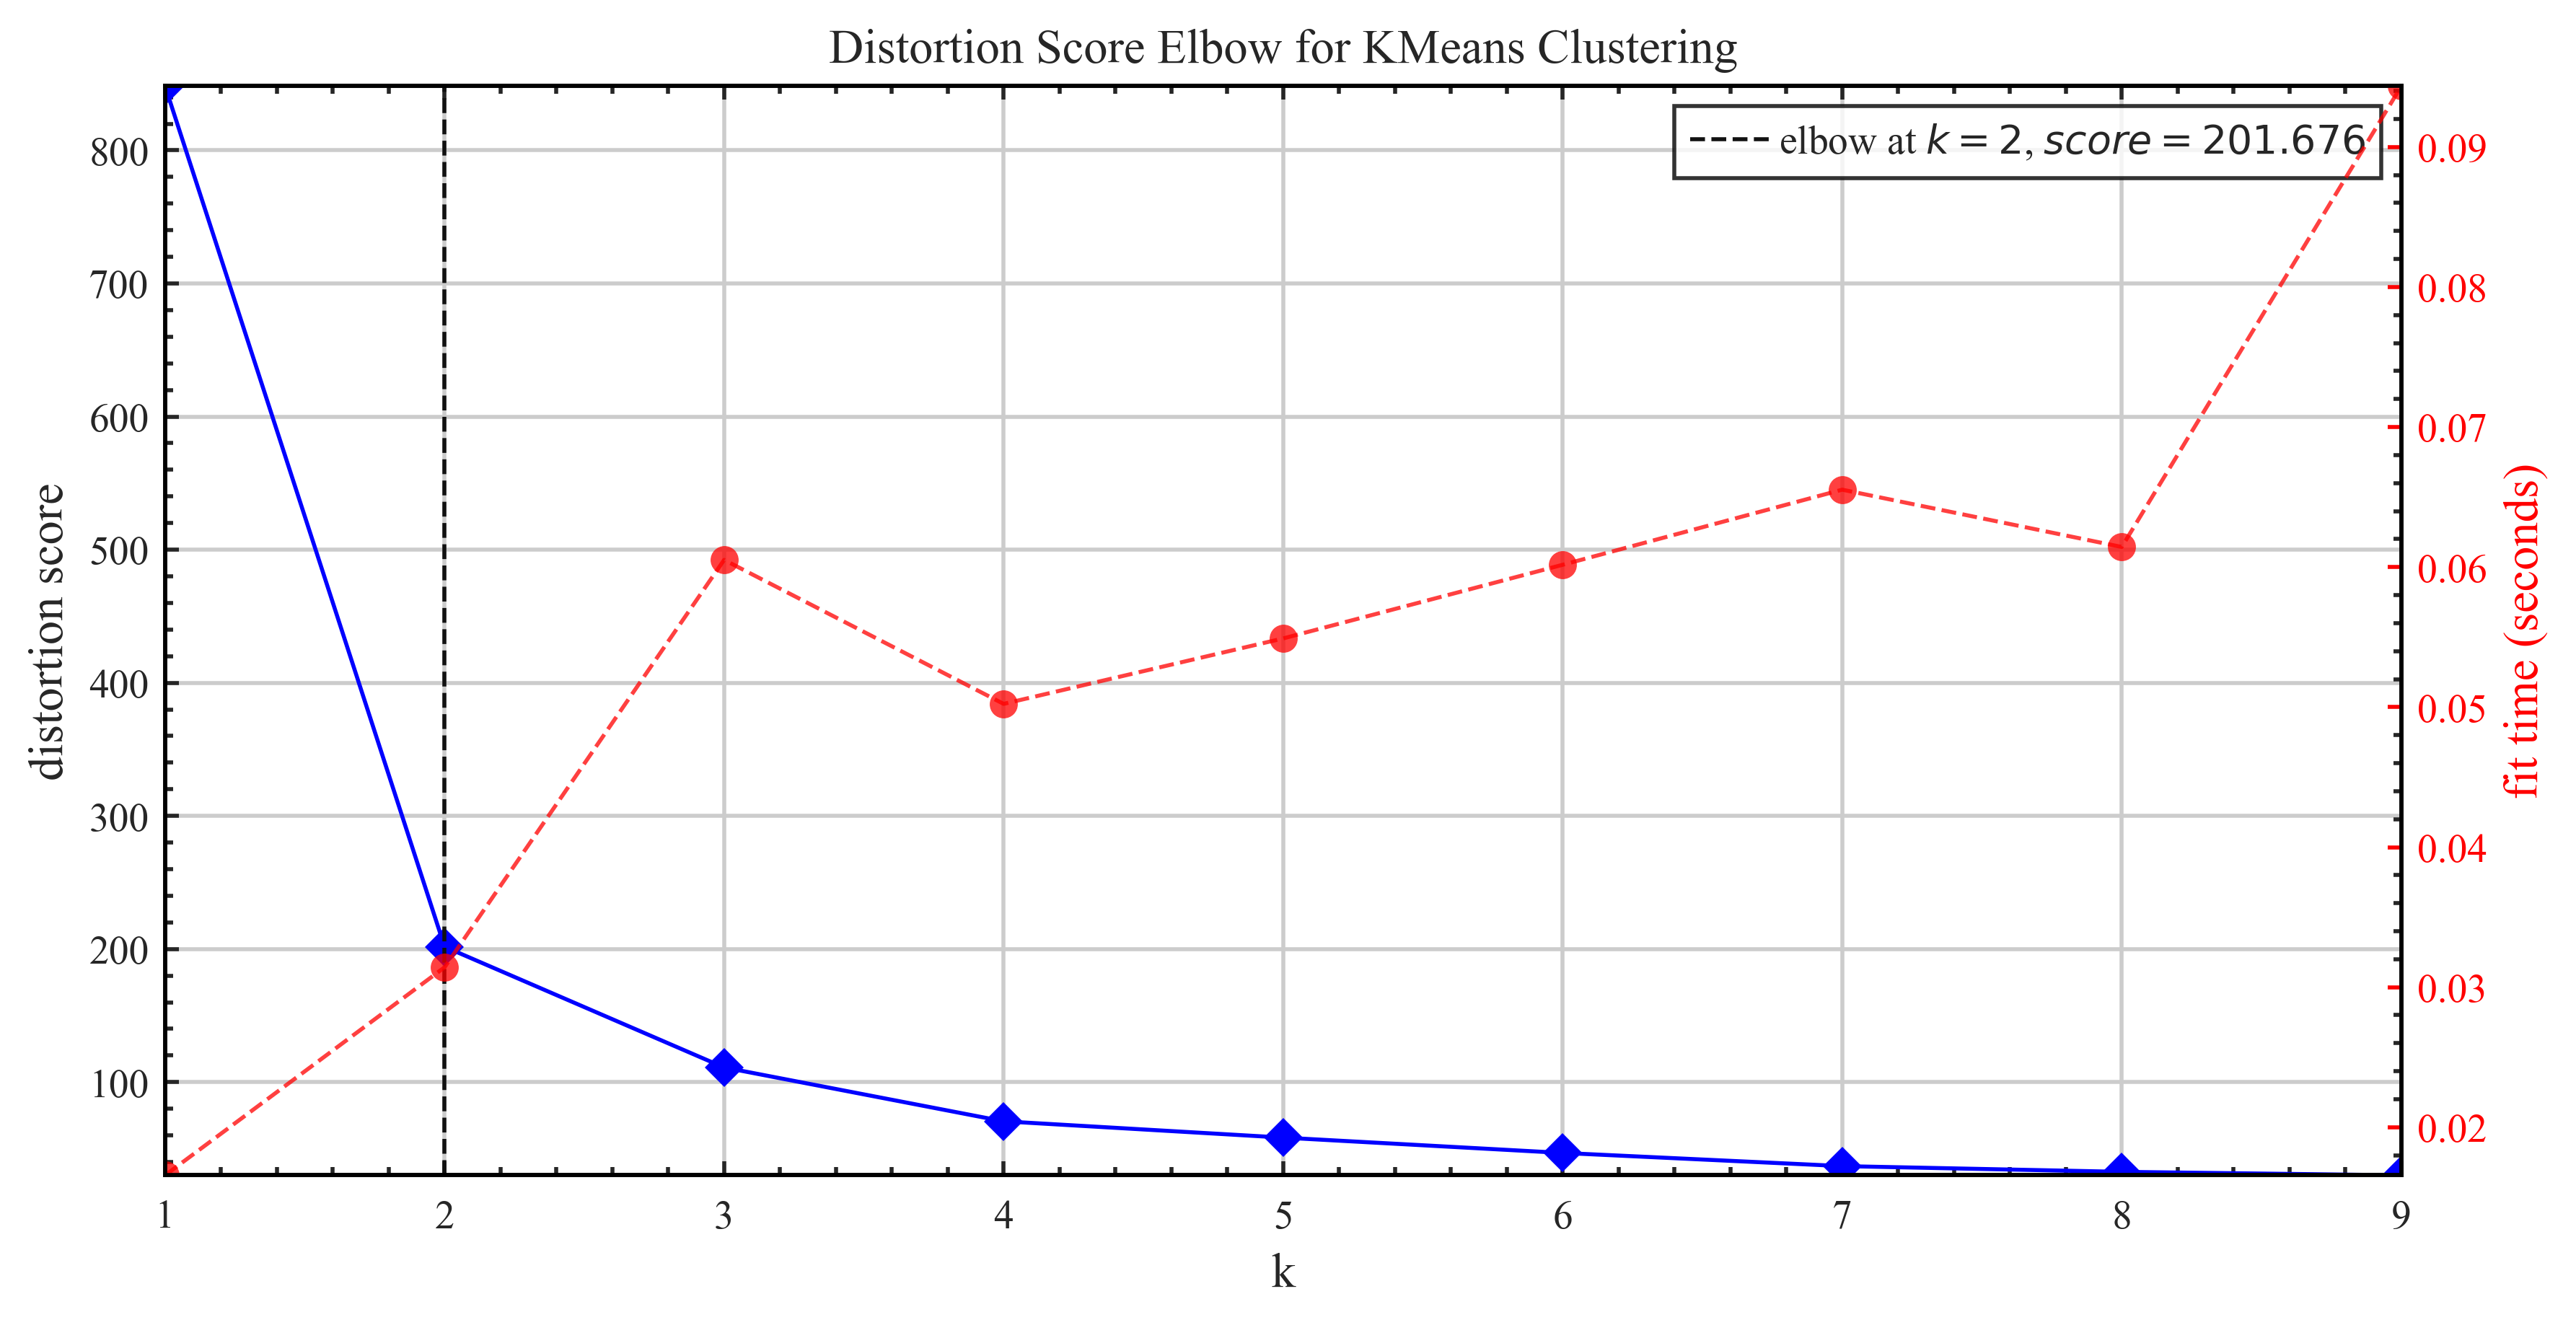 Distortion Score Elbow for KMeans Clustering
elbow at k = 2, score = 201.676
800
700
600
500
400
300
200
100
distortion score
0.09
0.08
0.07
0.06
0.05
0.04
0.03
0.02
fit time (seconds)
1 2 3 4 5 6 7 8 9
k